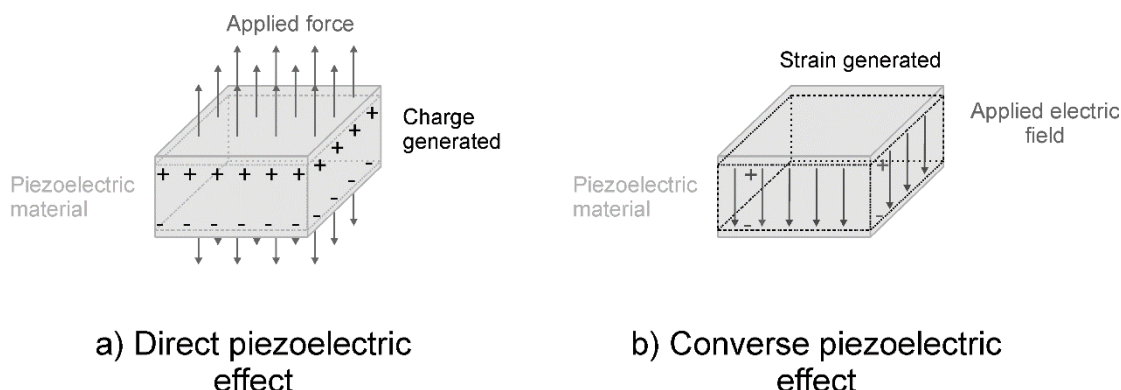 Applied force
Charge
generated
Piezoelectric
material
+ + + + + + + + + + +
- - - - - - - - - - -
a) Direct piezoelectric
effect
Strain generated
Applied electric
field
Piezoelectric
material
+ +
- -
b) Converse piezoelectric
effect